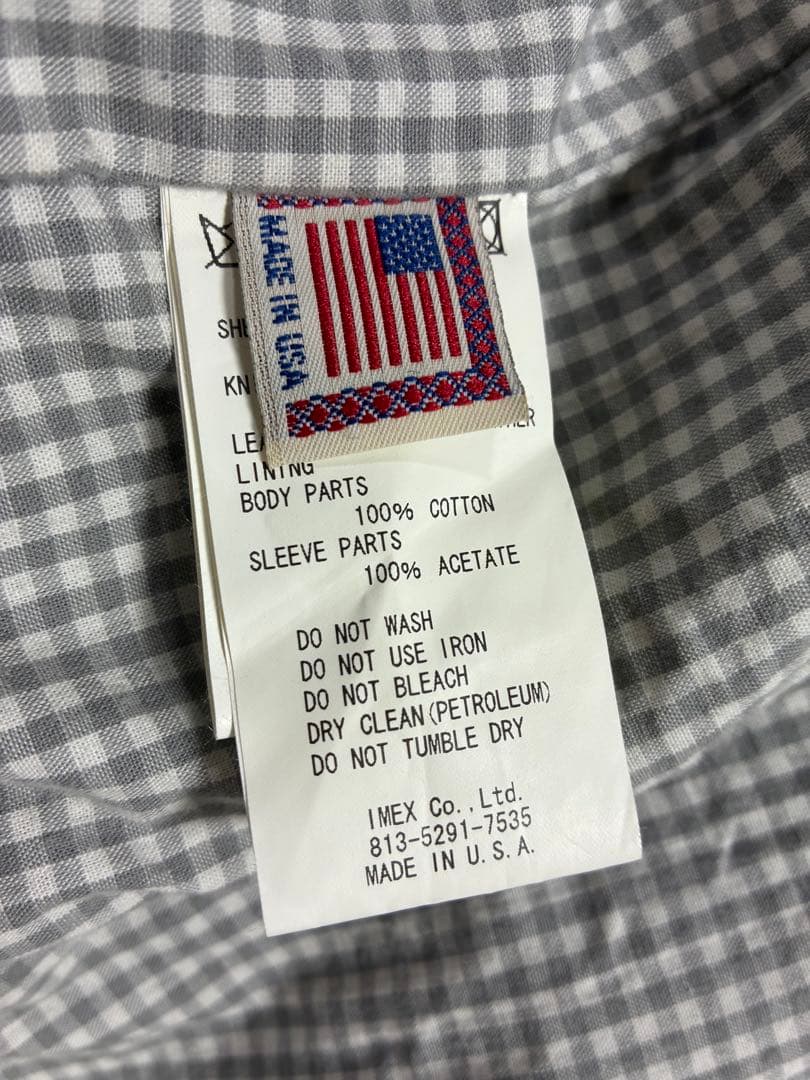 MADE IN USA
BODY PARTS
100% COTTON
SLEEVE PARTS
100% ACETATE
DO NOT WASH
DO NOT USE IRON
DO NOT BLEACH
DRY CLEAN(PETROLEUM)
DO NOT TUMBLE DRY
IMEX Co.,Ltd.
813-5291-7535
MADE IN U.S.A.
LINING